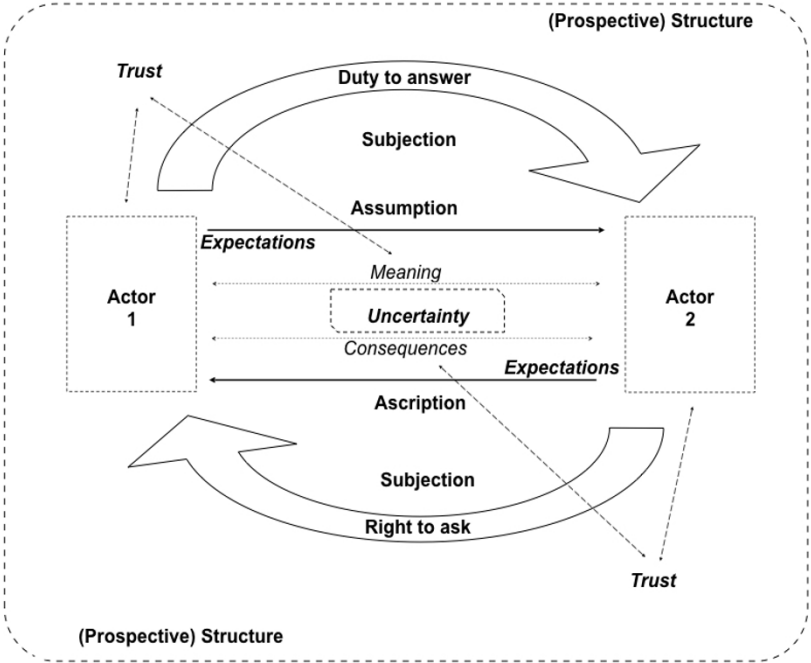 (Prospective) Structure
Trust
Duty to answer
Subjection
Assumption
Expectations
Meaning
Actor
1
Uncertainty
Actor
2
Consequences
Expectations
Ascription
Subjection
Right to ask
Trust
(Prospective) Structure